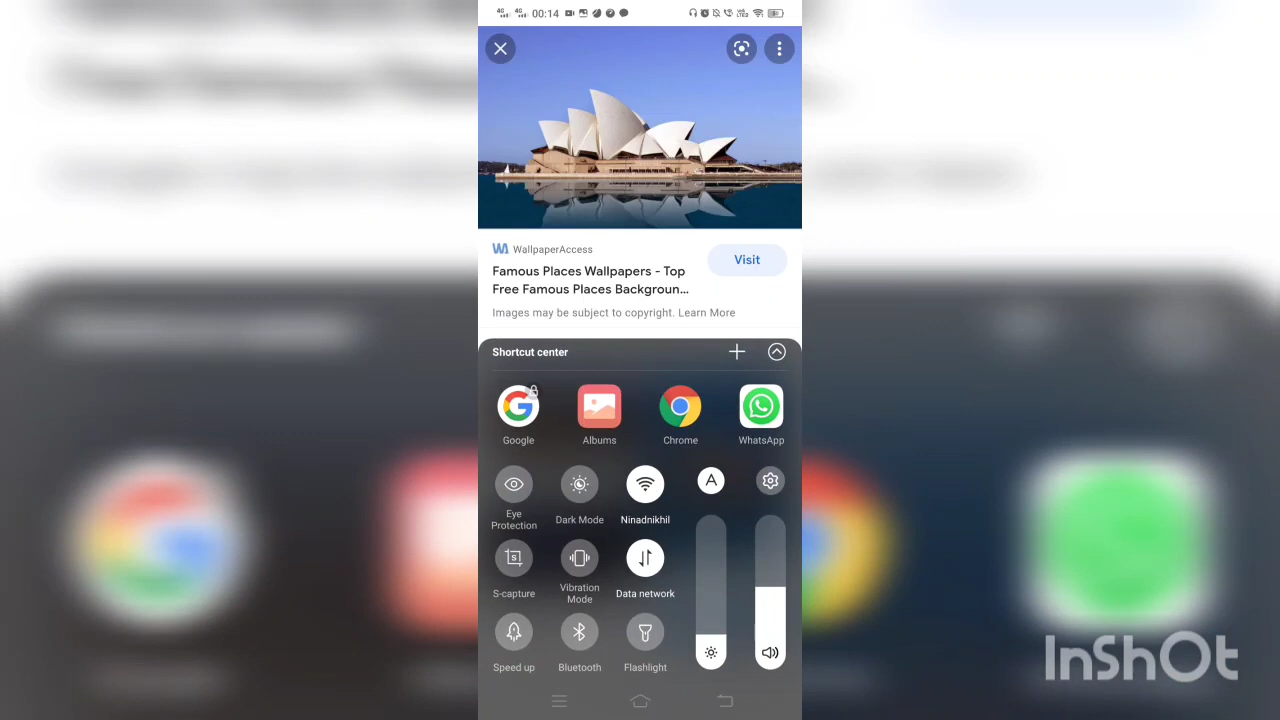 4G 4G 00:14
WallpaperAccess
Visit
Famous Places Wallpapers - Top
Free Famous Places Backgroun...
Images may be subject to copyright. Learn More
Shortcut center
Google
Albums
Chrome
WhatsApp
A
Eye
Protection
Dark Mode
Ninadnikhil
S
S-capture
Vibration
Mode
Data network
Speed up
Bluetooth
Flashlight
InShOt